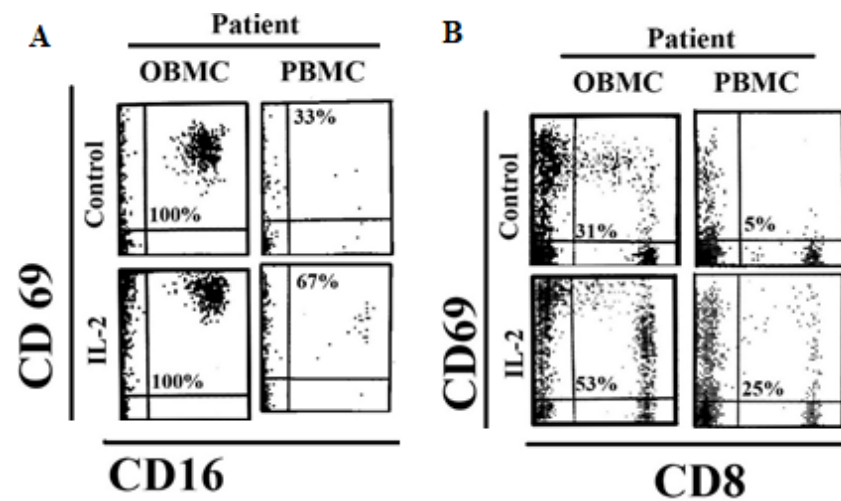 A
Patient
OBMC PBMC
CD 69
Control
100%
33%
IL-2
100%
67%
CD16
B
Patient
OBMC PBMC
CD69
Control
31%
5%
IL-2
53%
25%
CD8